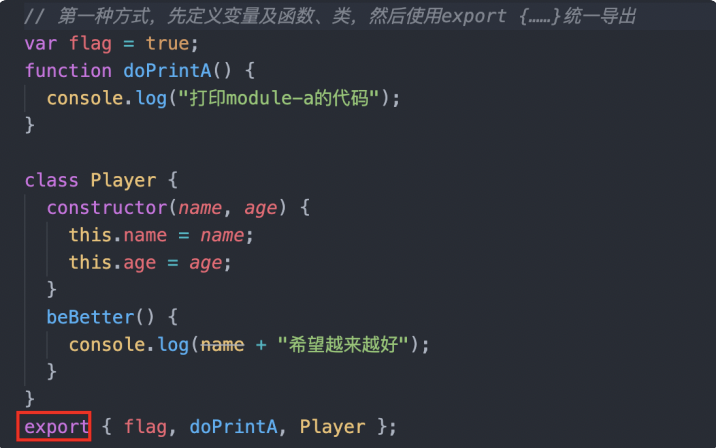 // 第一种方式，先定义变量及函数、类，然后使用export {……}统一导出
var flag = true;
function doPrintA() {
  console.log("打印module-a的代码");
}

class Player {
  constructor(name, age) {
    this.name = name;
    this.age = age;
  }
  beBetter() {
    console.log(name + "希望越来越好");
  }
}
export { flag, doPrintA, Player };